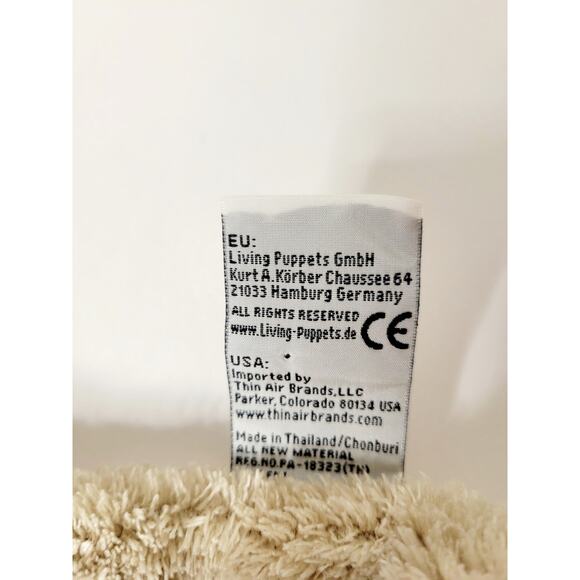 EU:
Living Puppets GmbH
Kurt A.Körber Chaussee 64
21033 Hamburg Germany
ALL RIGHTS RESERVED
www.Living-Puppets.de CE
USA:
Imported by
Thin Air Brands,LLC
Parker, Colorado 80134 USA
www.thinairbrands.com
Made in Thailand/Chonburi
ALL NEW MATERIAL
REG.NO.PA-18323(TH)